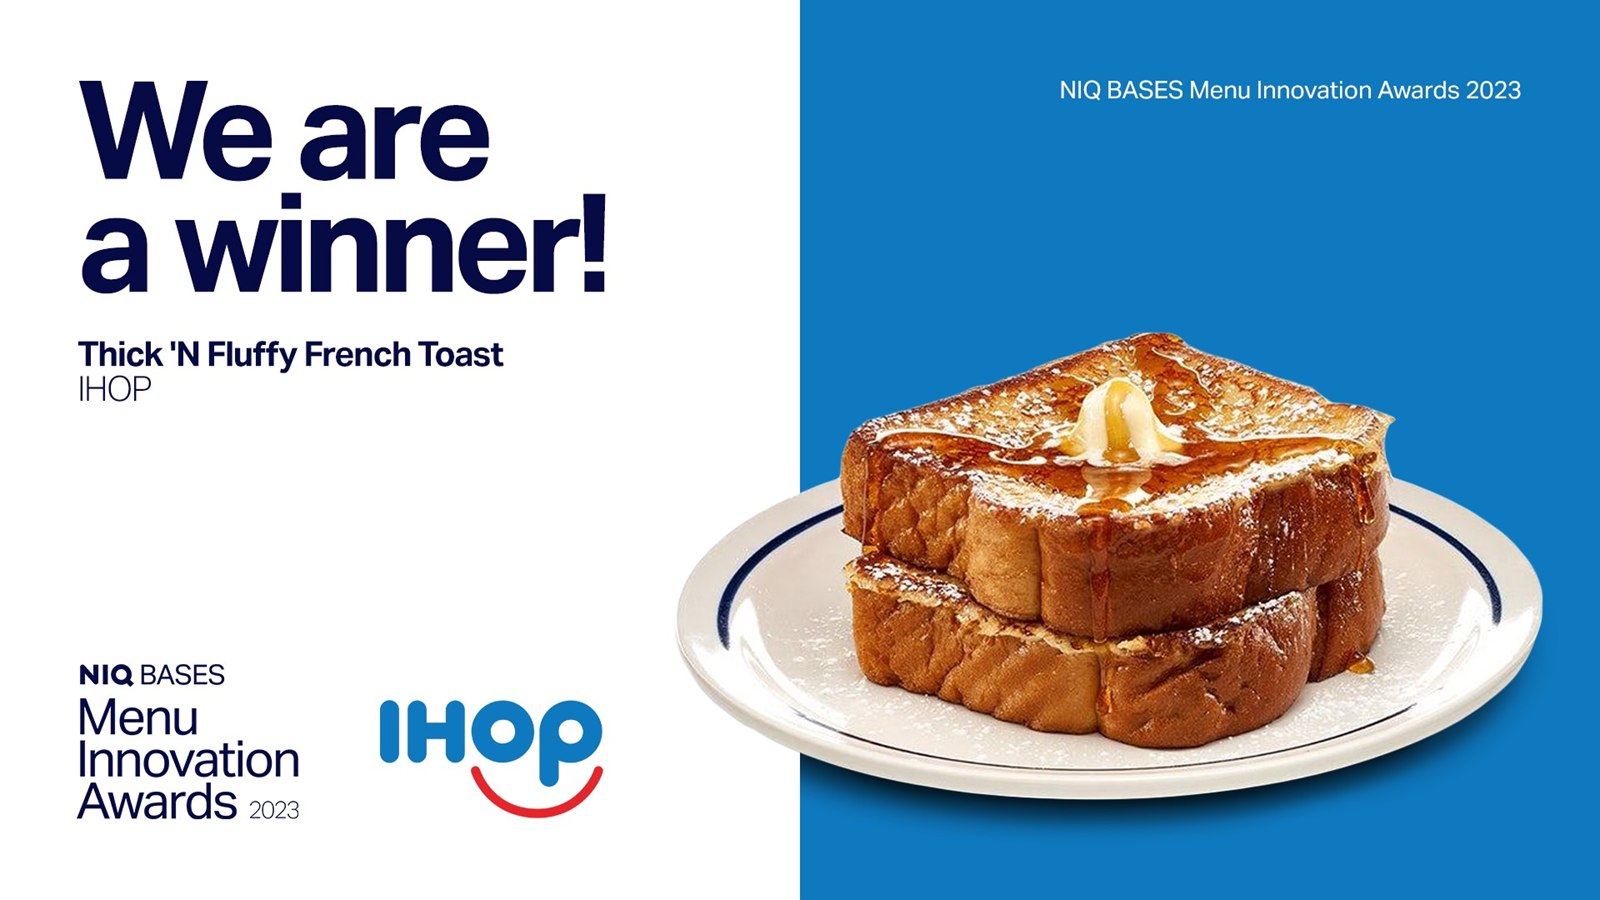 We are
a winner!
Thick 'N Fluffy French Toast
IHOP
NIQ BASES
Menu
Innovation
Awards 2023
IHOP
NIQ BASES Menu Innovation Awards 2023